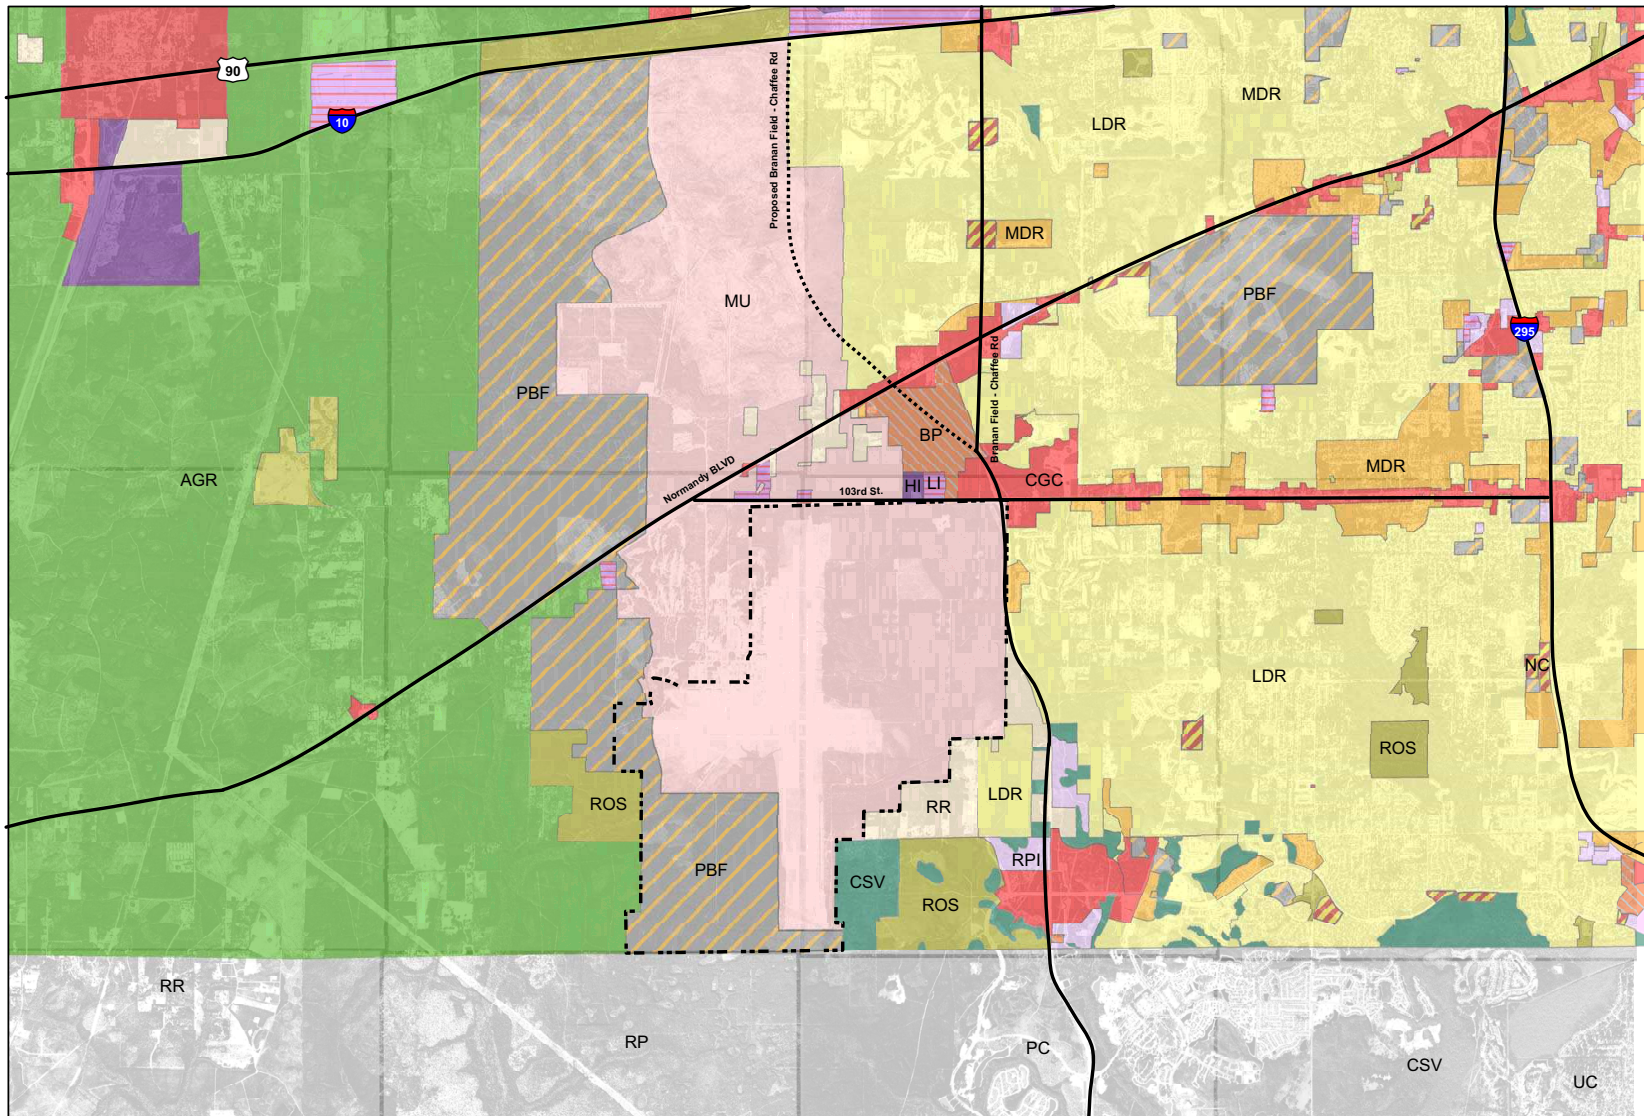 90
MDR
10
LDR
Proposed Branan Field - Chaffee Rd
MDR
PBF
MU
295
Branan Field - Chaffee Rd
PBF
BP
Normandy BLVD
MDR
AGR
HI
LI
CGC
103rd St.
NC
LDR
ROS
ROS
RR
LDR
RPI
PBF
CSV
ROS
RR
RP
PC
CSV
UC